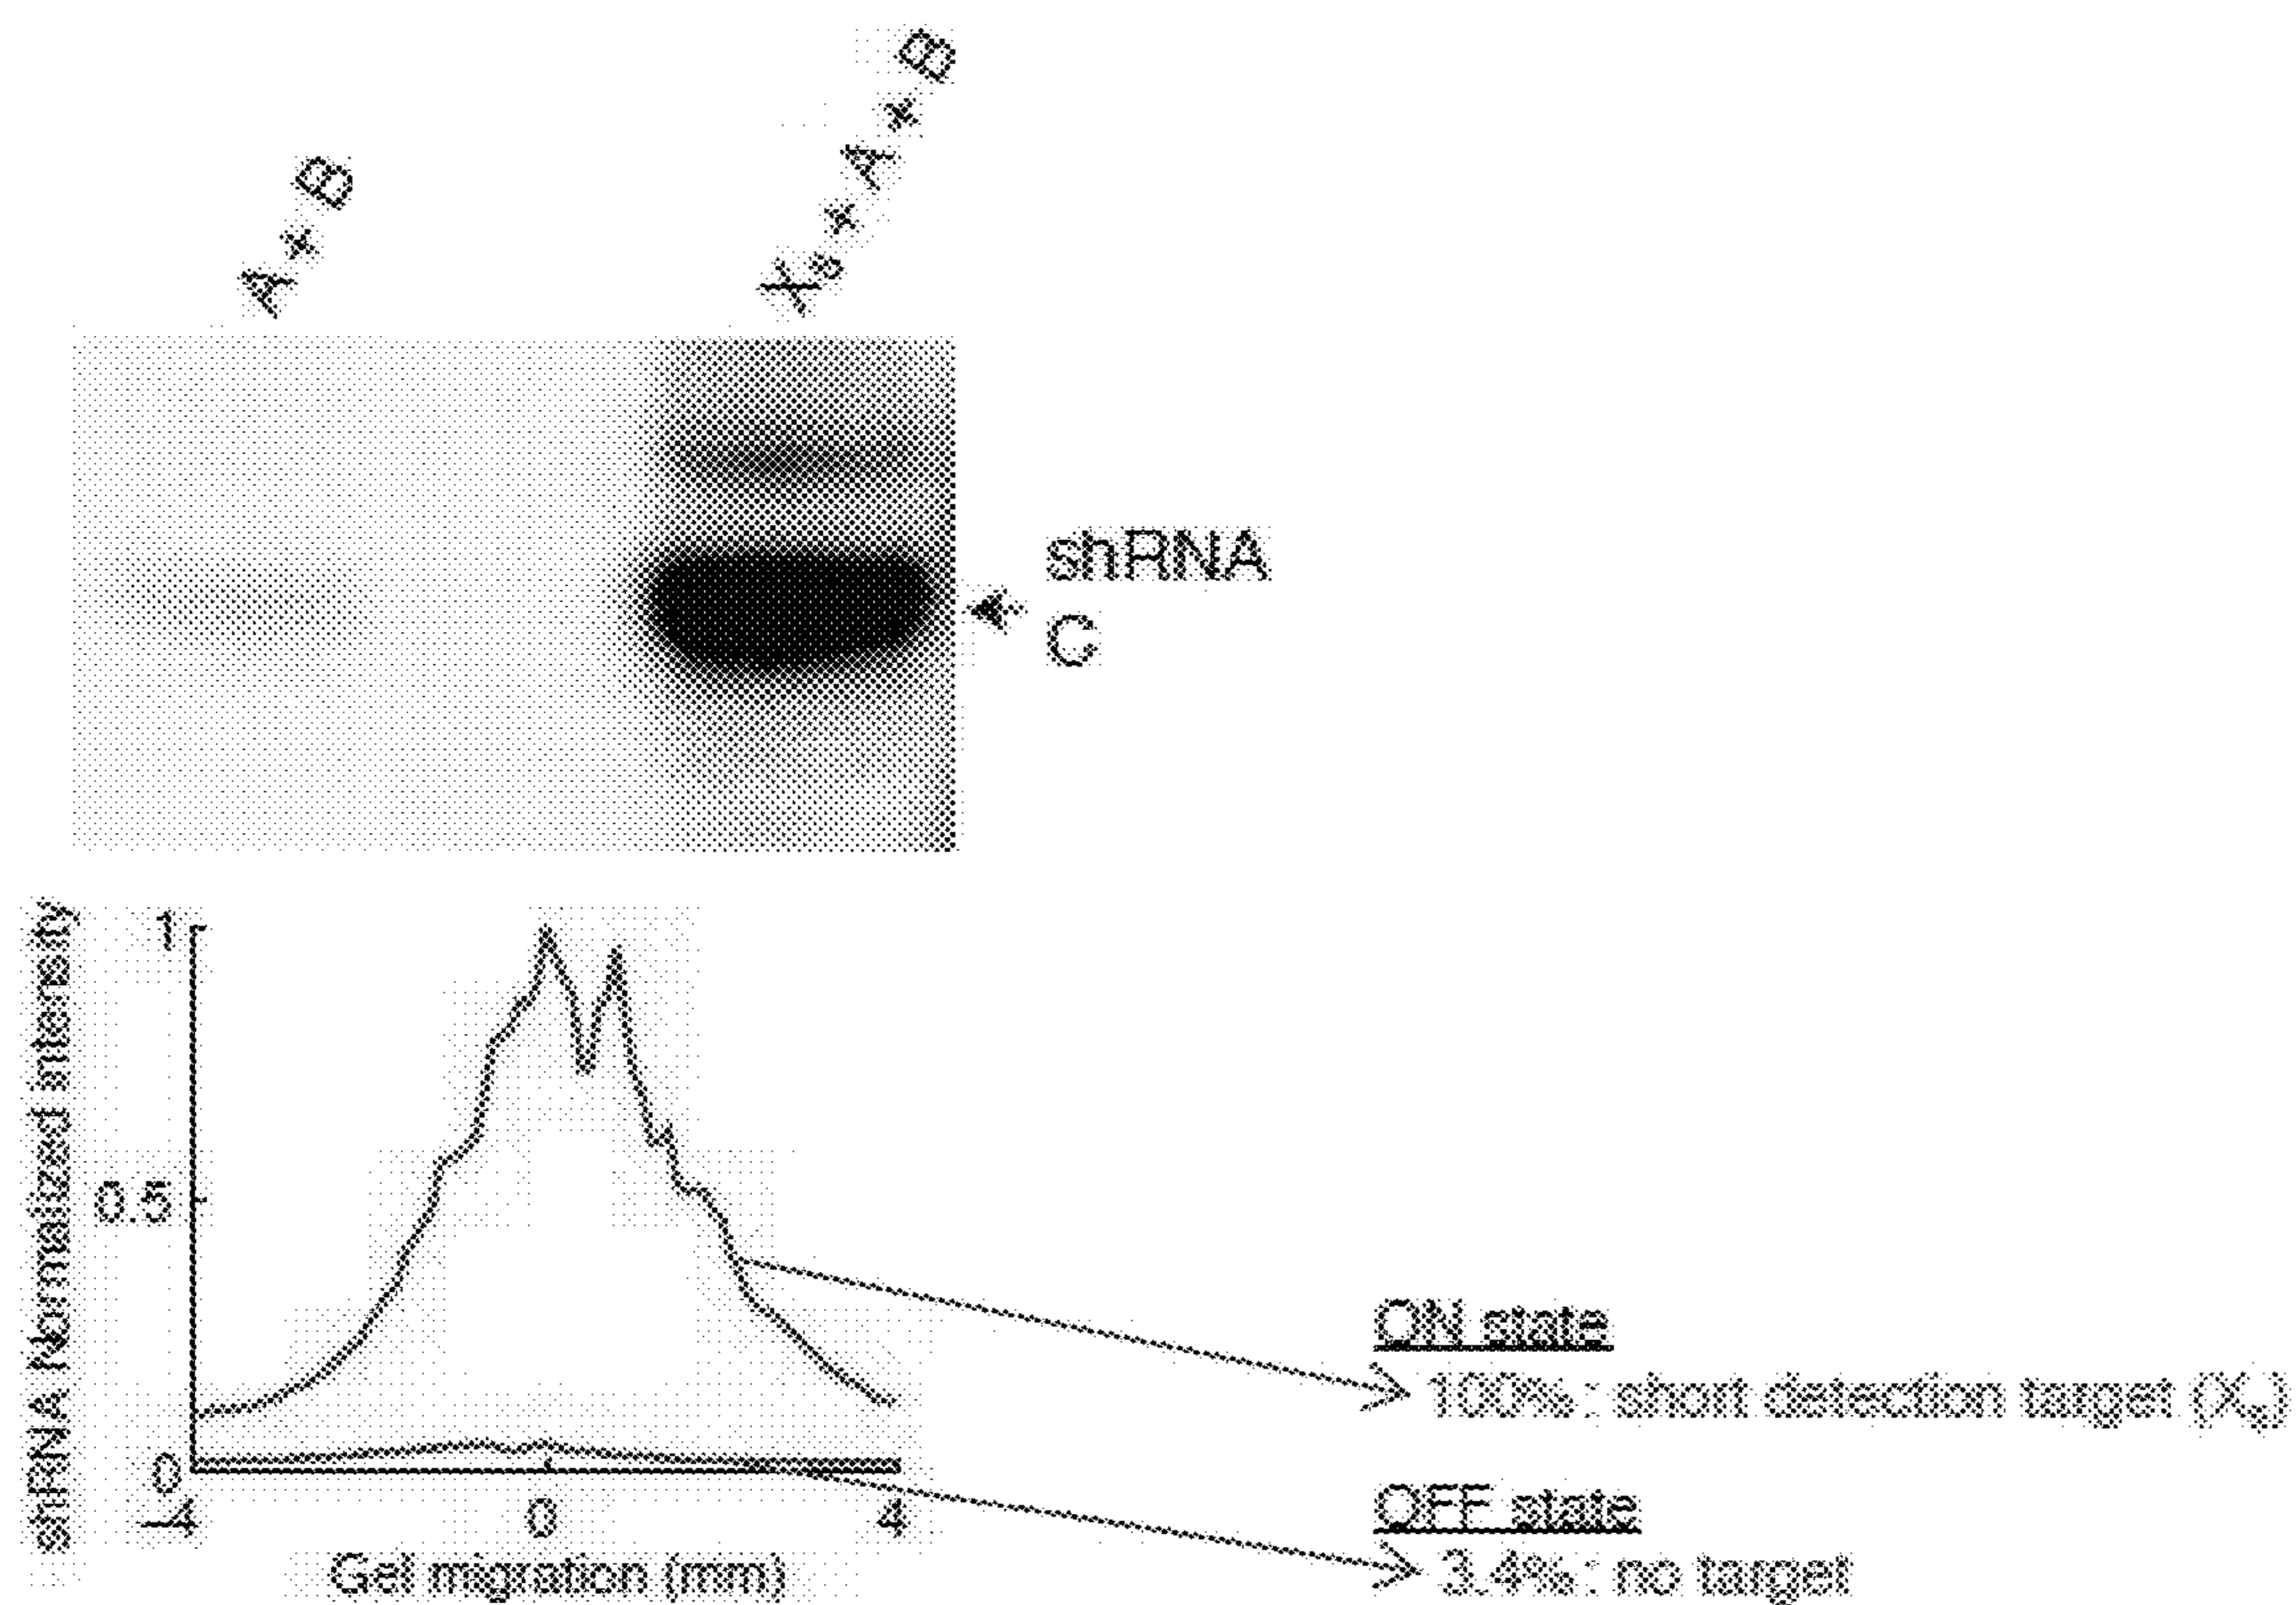 A + B
Xs + A + B
shRNA
C
shRNA Normalized intensity
1
0.5
0
-4
0
4
Gel migration (mm)
ON state
100% : short detection target (Xs)
OFF state
3.4% : no target